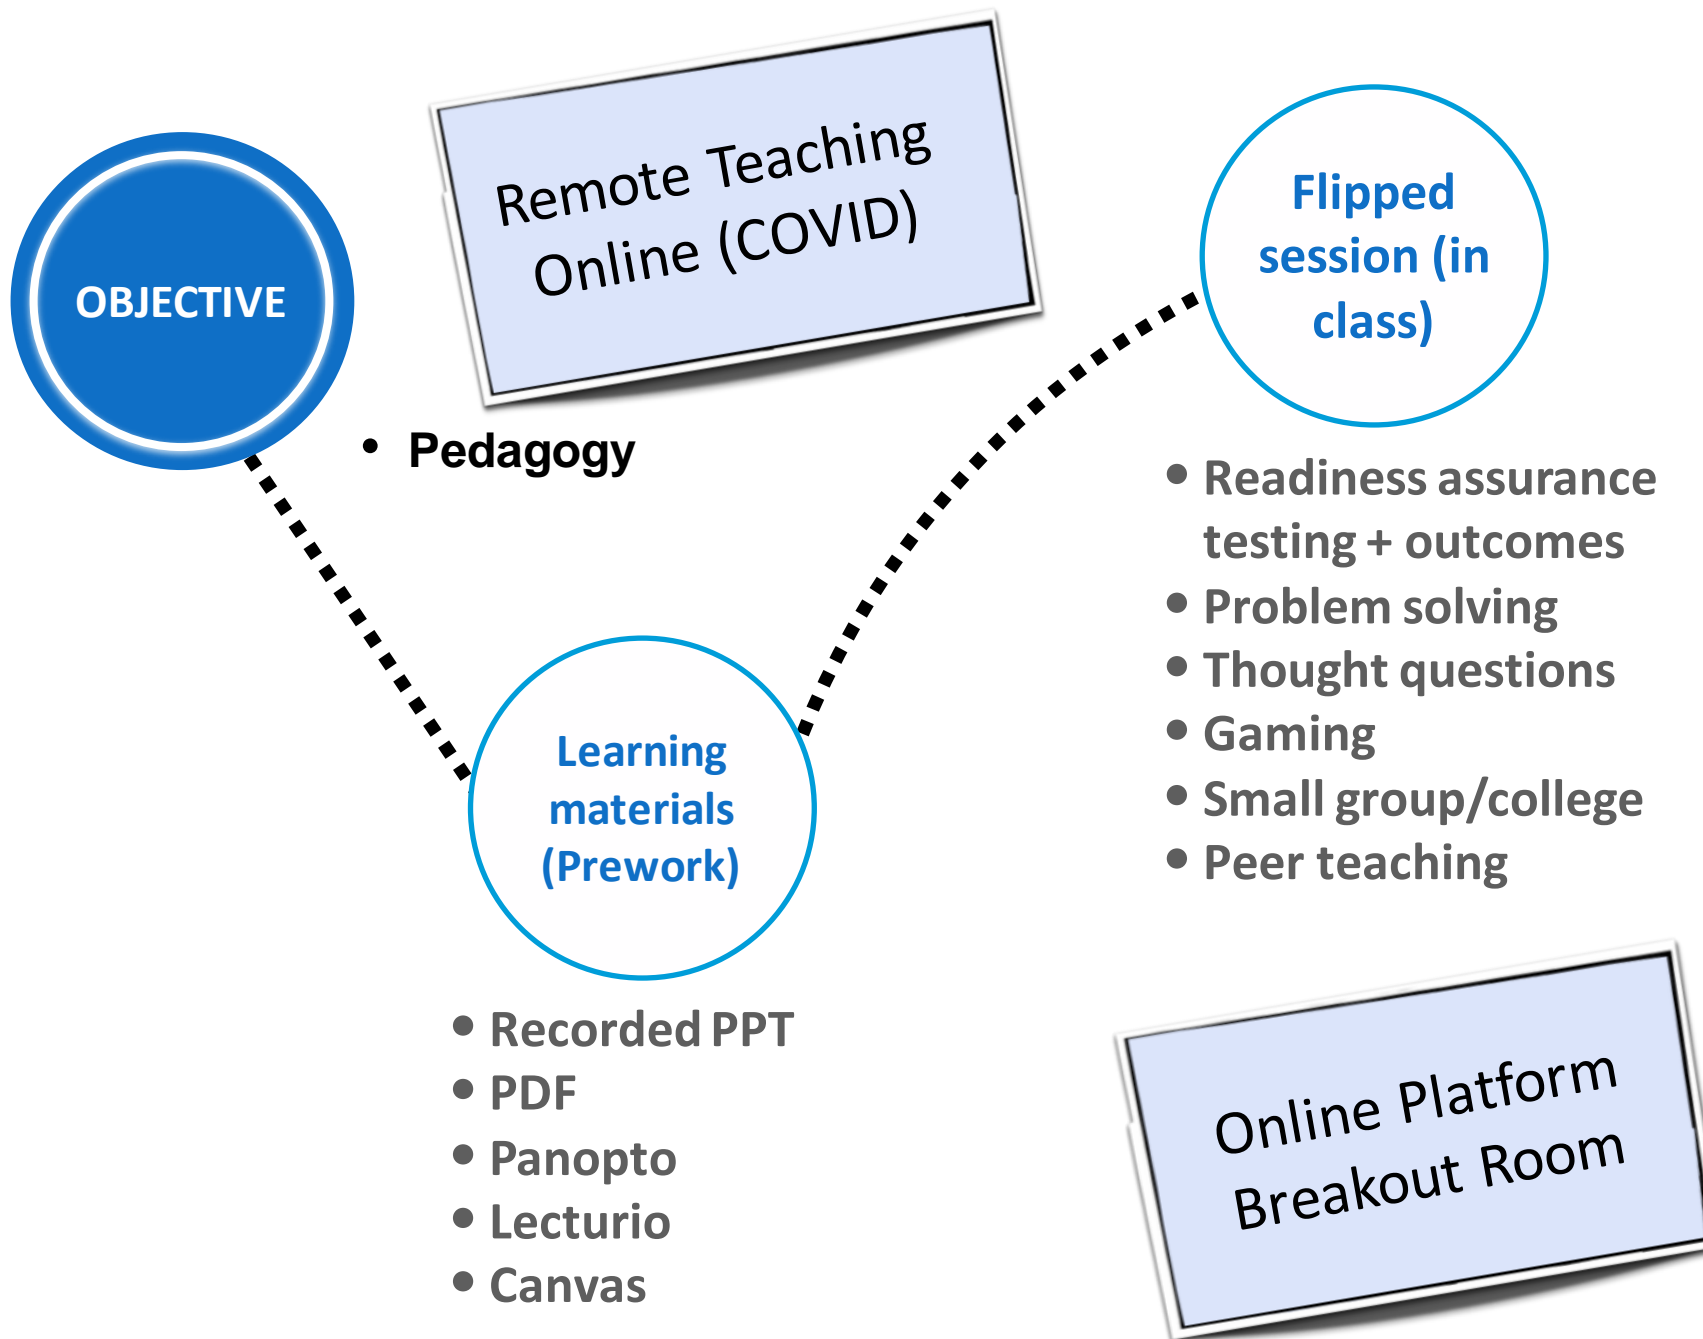 OBJECTIVE
Remote Teaching
Online (COVID)
• Pedagogy
Learning
materials
(Prework)
• Recorded PPT
• PDF
• Panopto
• Lecturio
• Canvas
Flipped
session (in
class)
• Readiness assurance
testing + outcomes
• Problem solving
• Thought questions
• Gaming
• Small group/college
• Peer teaching
Online Platform
Breakout Room